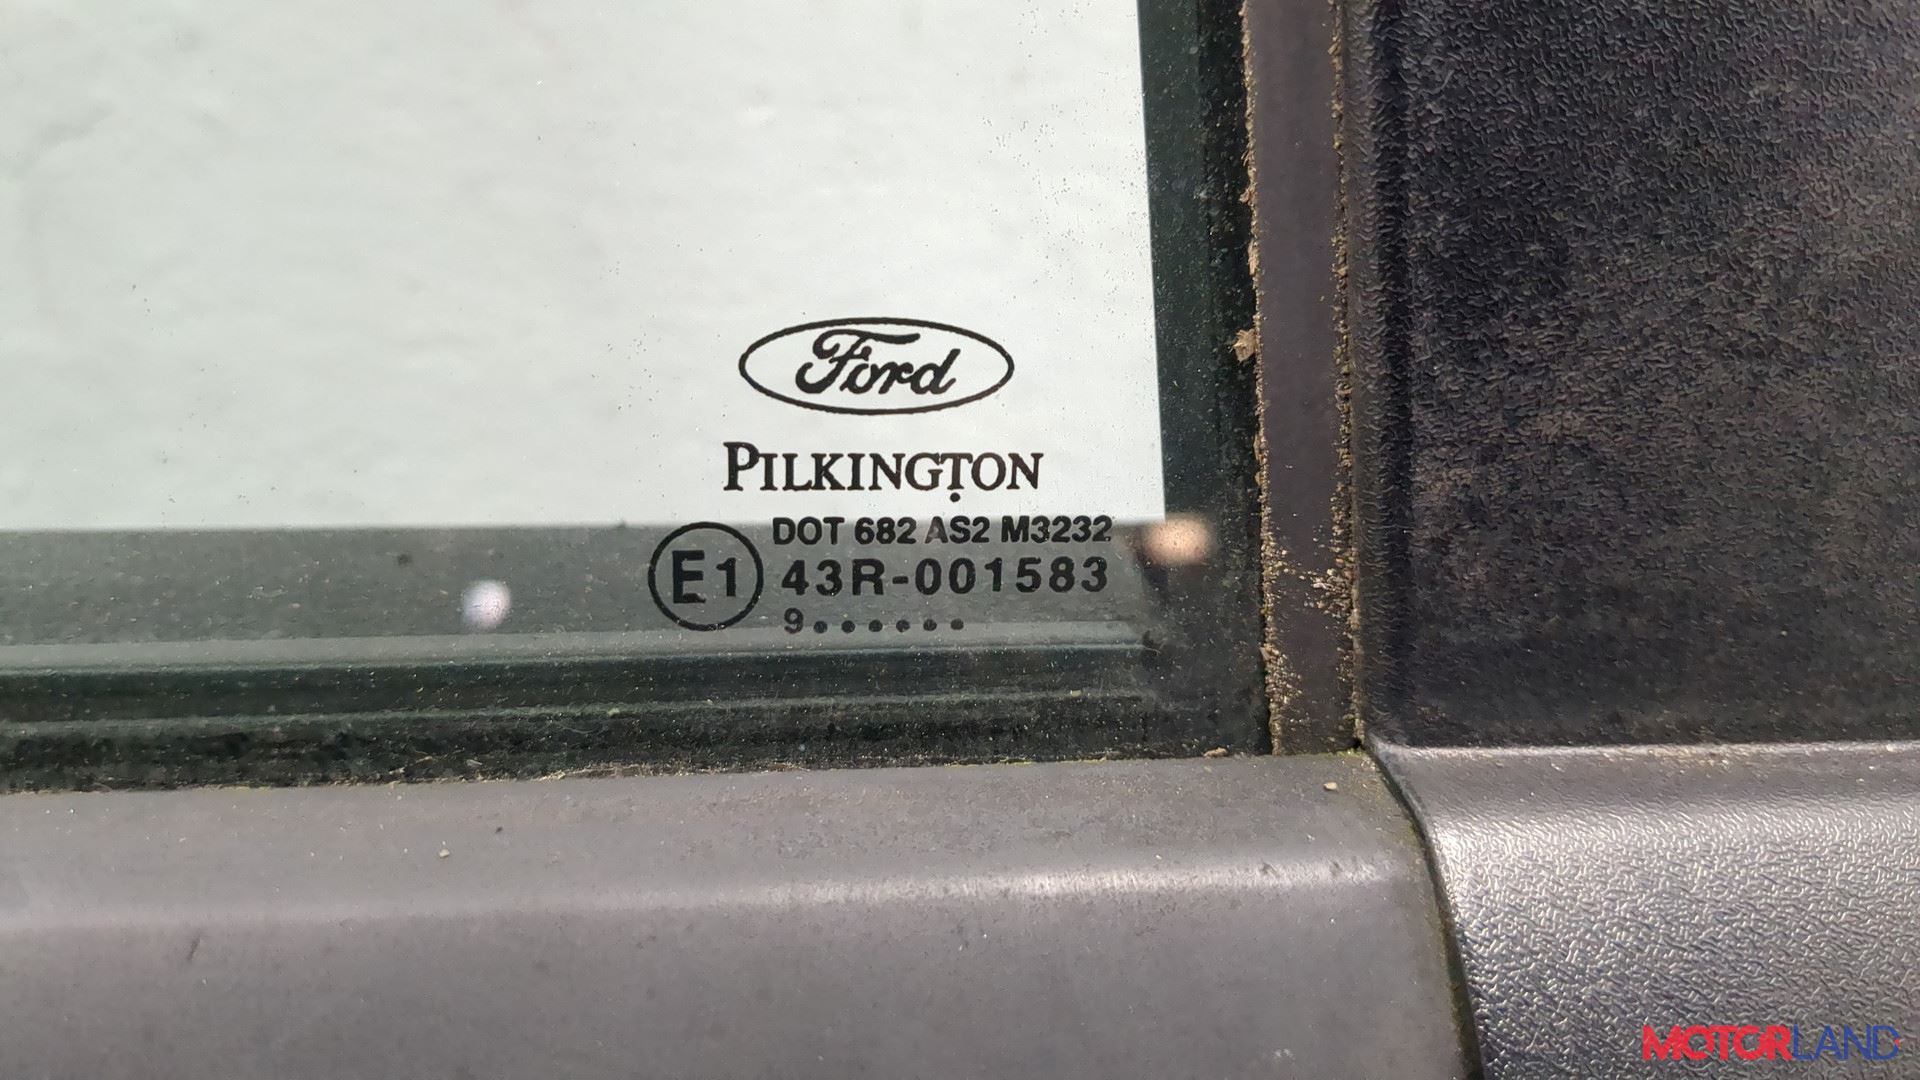 Ford
PILKINGTON
DOT 682 AS2 M3232
E1 43R-001583
9......
MOTORLAND